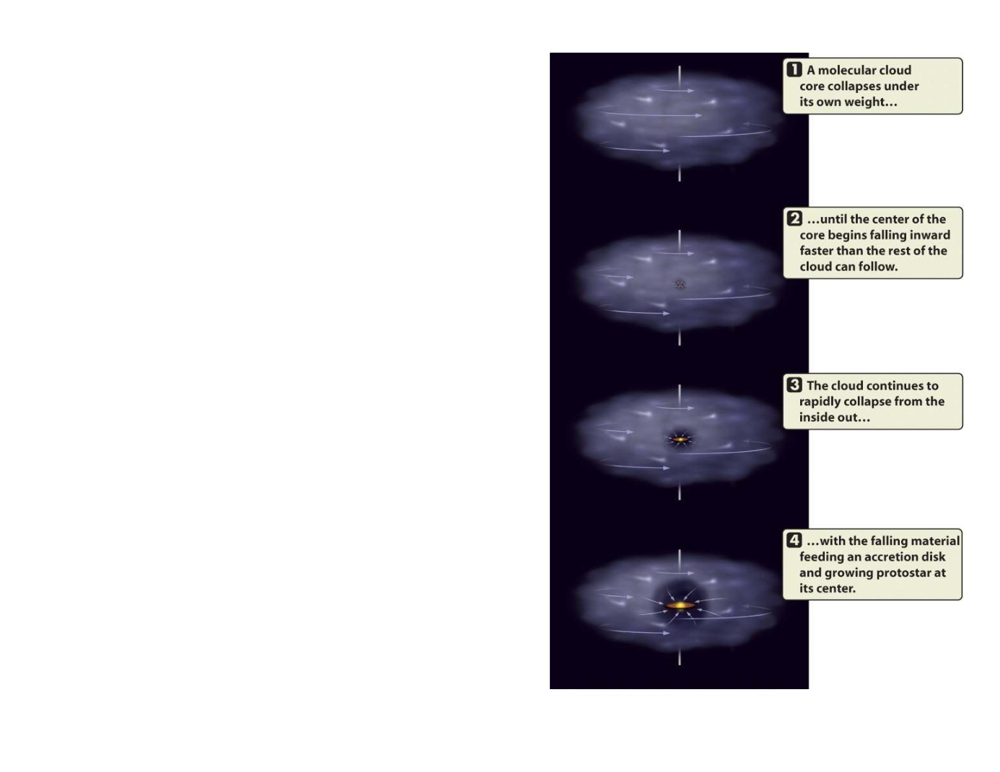 1 A molecular cloud
core collapses under
its own weight…
2 …until the center of the
core begins falling inward
faster than the rest of the
cloud can follow.
3 The cloud continues to
rapidly collapse from the
inside out…
4 …with the falling material
feeding an accretion disk
and growing protostar at
its center.